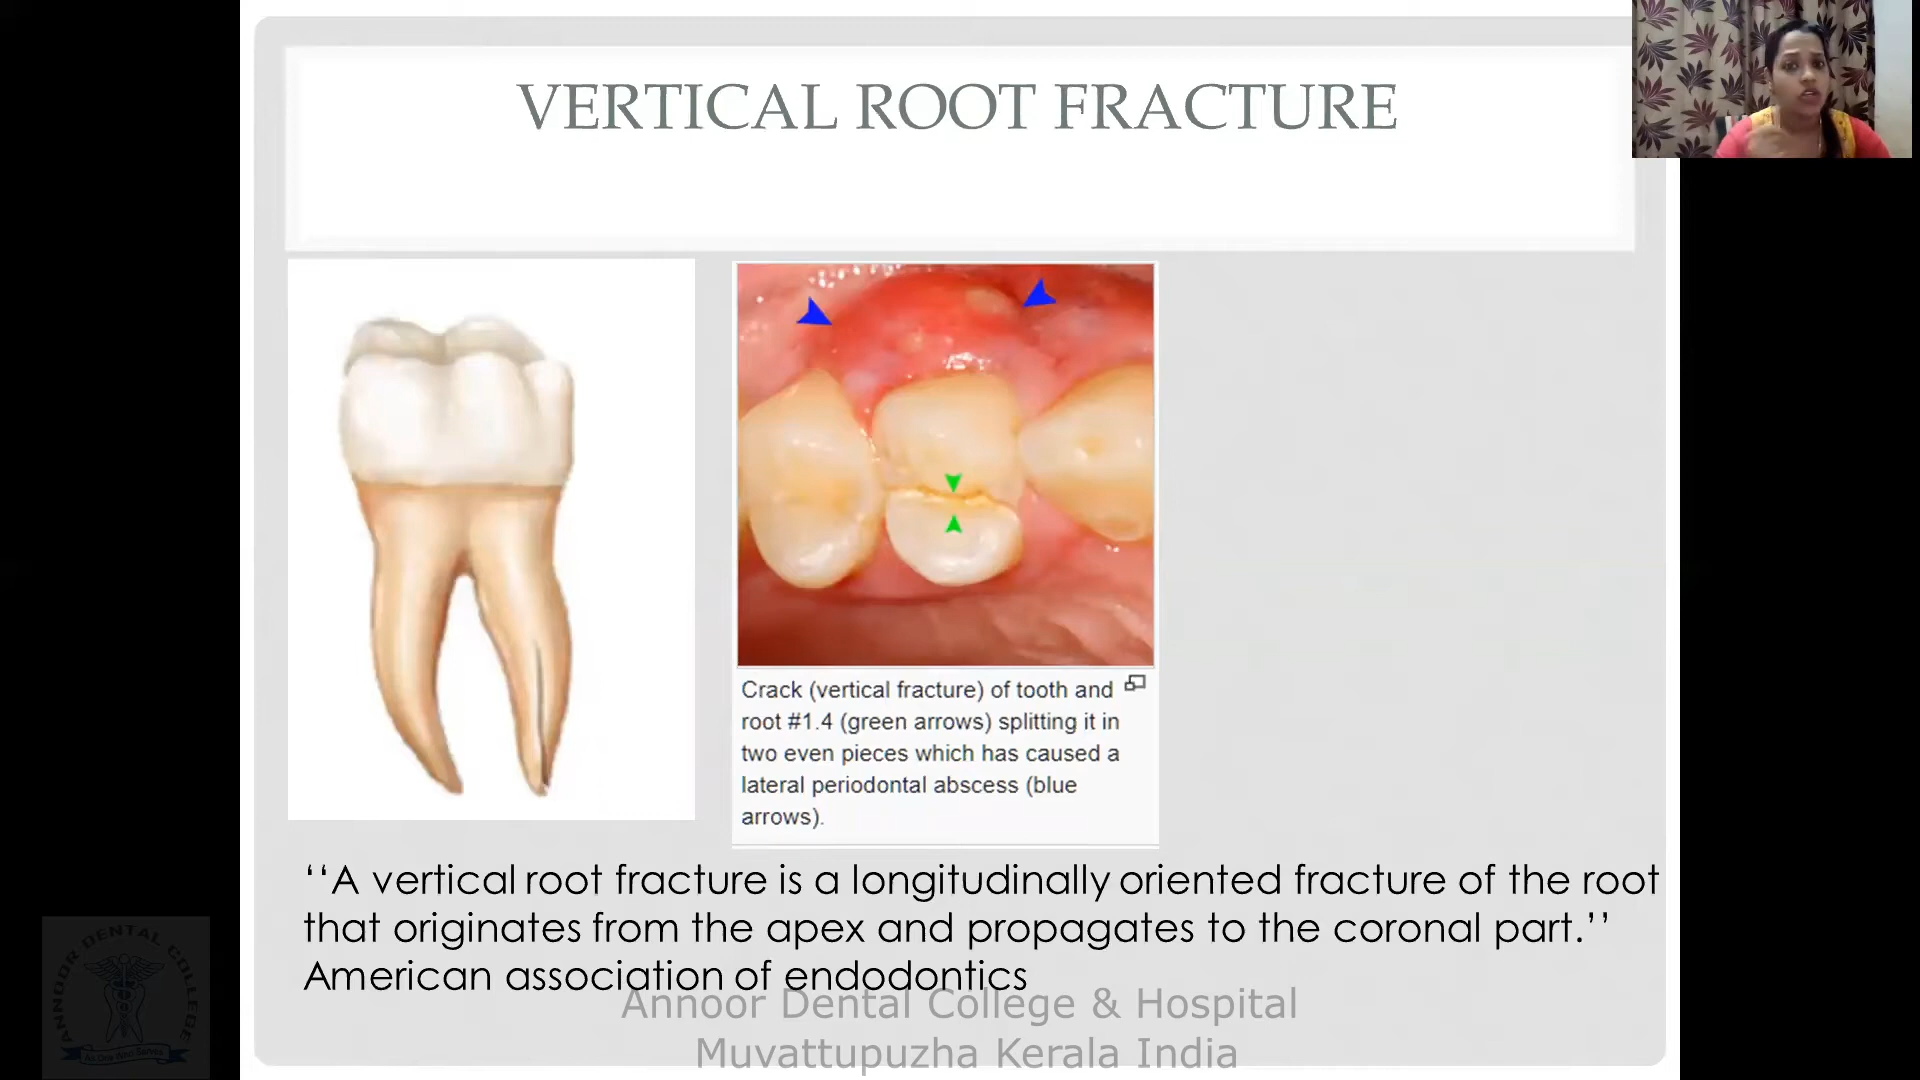 VERTICAL ROOT FRACTURE
Crack (vertical fracture) of tooth and
root #1.4 (green arrows) splitting it in
two even pieces which has caused a
lateral periodontal abscess (blue
arrows).
‘‘A vertical root fracture is a longitudinally oriented fracture of the root
that originates from the apex and propagates to the coronal part.’’
American association of endodontics
Annoor Dental College & Hospital
Muvattupuzha Kerala India
ANNOOR DENTAL COLLEGE